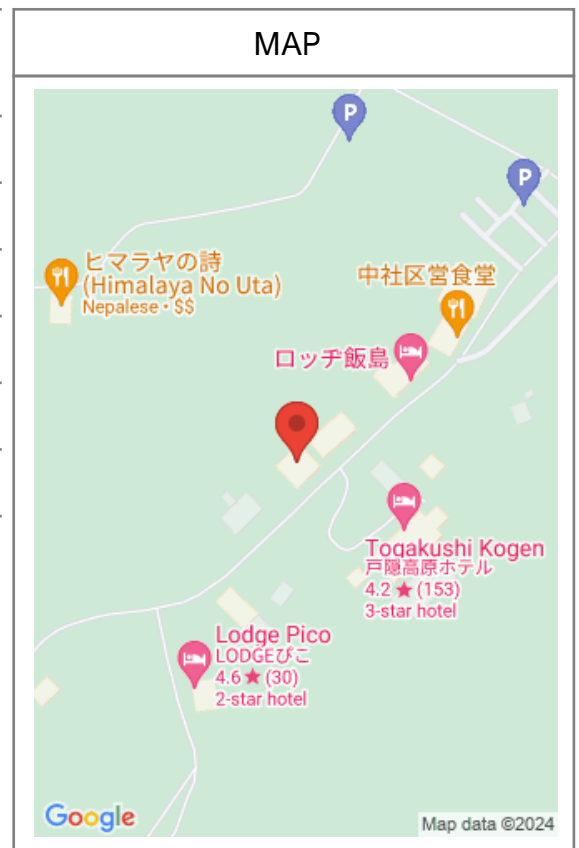 MAP
P
P
ヒマラヤの詩
(Himalaya No Uta)
Nepalese • $$
中社区営食堂
ロッヂ飯島
Togakushi Kogen
戸隠高原ホテル
4.2 ★ (153)
3-star hotel
Lodge Pico
LODGEぴこ
4.6 ★ (30)
2-star hotel
Google
Map data ©2024